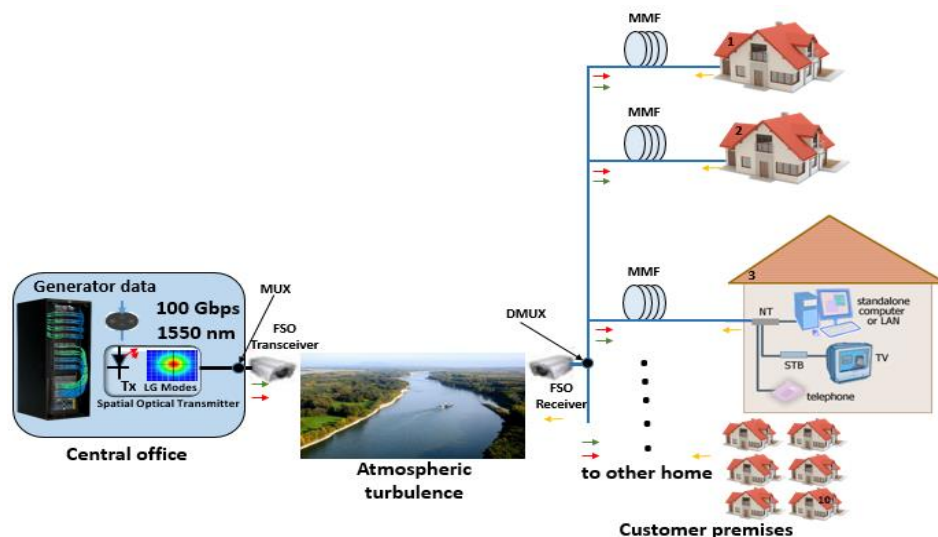 MMF
1
MMF
2
Generator data
100 Gbps
1550 nm
Tx
LG Modes
Spatial Optical Transmitter
Central office
MUX
FSO
Transceiver
Atmospheric
turbulence
DMUX
FSO
Receiver
MMF
3
NT
standalone
computer
or LAN
STB
TV
telephone
to other home
10
Customer premises